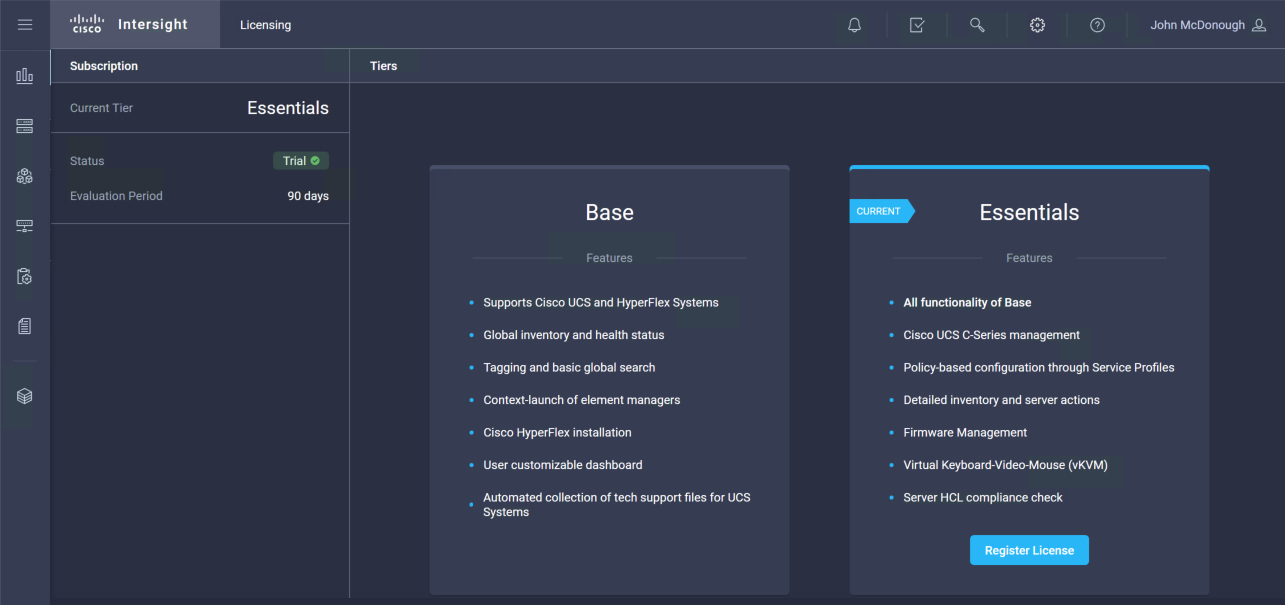 CISCO Intersight
Licensing
John McDonough
Subscription
Current Tier Essentials
Status Trial
Evaluation Period 90 days
Tiers
Base
Features
Supports Cisco UCS and HyperFlex Systems
Global inventory and health status
Tagging and basic global search
Context-launch of element managers
Cisco HyperFlex installation
User customizable dashboard
Automated collection of tech support files for UCS
Systems
CURRENT
Essentials
Features
All functionality of Base
Cisco UCS C-Series management
Policy-based configuration through Service Profiles
Detailed inventory and server actions
Firmware Management
Virtual Keyboard-Video-Mouse (vKVM)
Server HCL compliance check
Register License